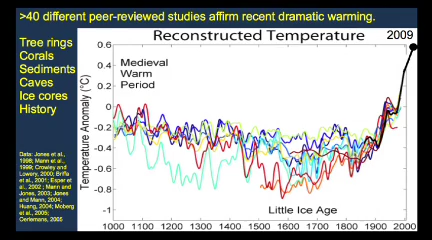 >40 different peer-reviewed studies affirm recent dramatic warming.
Tree rings
Corals
Sediments
Caves
Ice cores
History
Data: Jones et al.,
1998; Mann et al.,
1999; Crowley and
Lowery, 2000; Briffa
et al., 2001; Esper et
al., 2002; Mann and
Jones, 2003; Jones
and Mann, 2004;
Huang, 2004; Moberg
et al., 2005;
Oerlemans, 2005
Reconstructed Temperature
2009
Medieval
Warm
Period
Temperature Anomaly (°C)
0.6
0.4
0.2
0
-0.2
-0.4
-0.6
-0.8
-1
Little Ice Age
1000 1100 1200 1300 1400 1500 1600 1700 1800 1900 2000